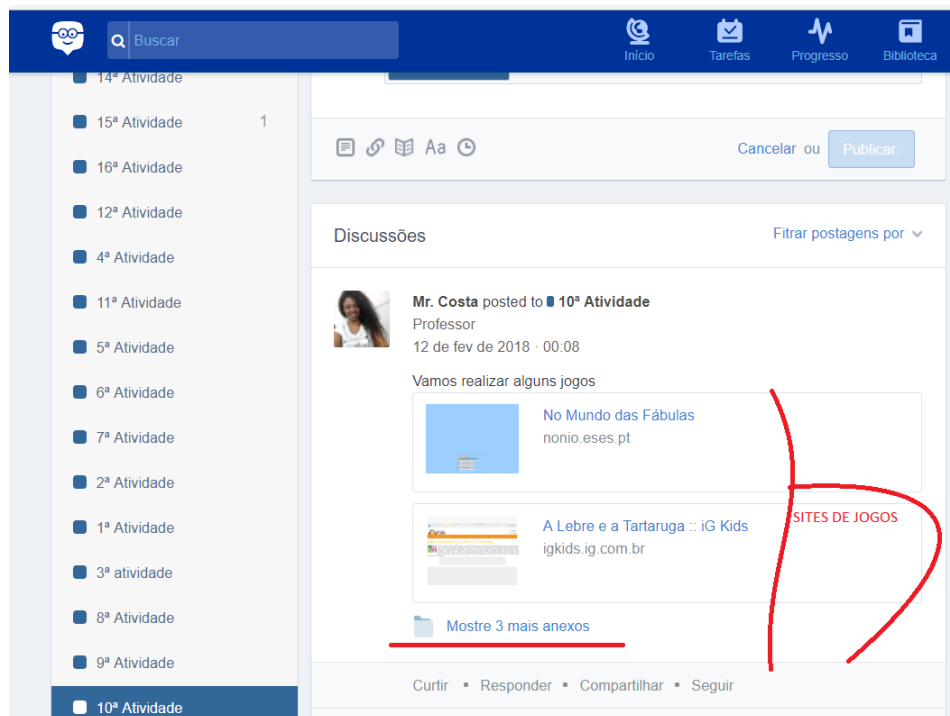 Buscar
Início
Tarefas
Progresso
Biblioteca
14ª Atividade
15ª Atividade 1
16ª Atividade
12ª Atividade
4ª Atividade
11ª Atividade
5ª Atividade
6ª Atividade
7ª Atividade
2ª Atividade
1ª Atividade
3ª atividade
8ª Atividade
9ª Atividade
10ª Atividade
Aa
Cancelar ou Publicar.
Discussões
Fitrar postagens por
Mr. Costa posted to 10ª Atividade
Professor
12 de fev de 2018 · 00:08
Vamos realizar alguns jogos
No Mundo das Fábulas
nonio.eses.pt
A Lebre e a Tartaruga :: iG Kids
igkids.ig.com.br
SITES DE JOGOS
Mostre 3 mais anexos
Curtir • Responder • Compartilhar • Seguir